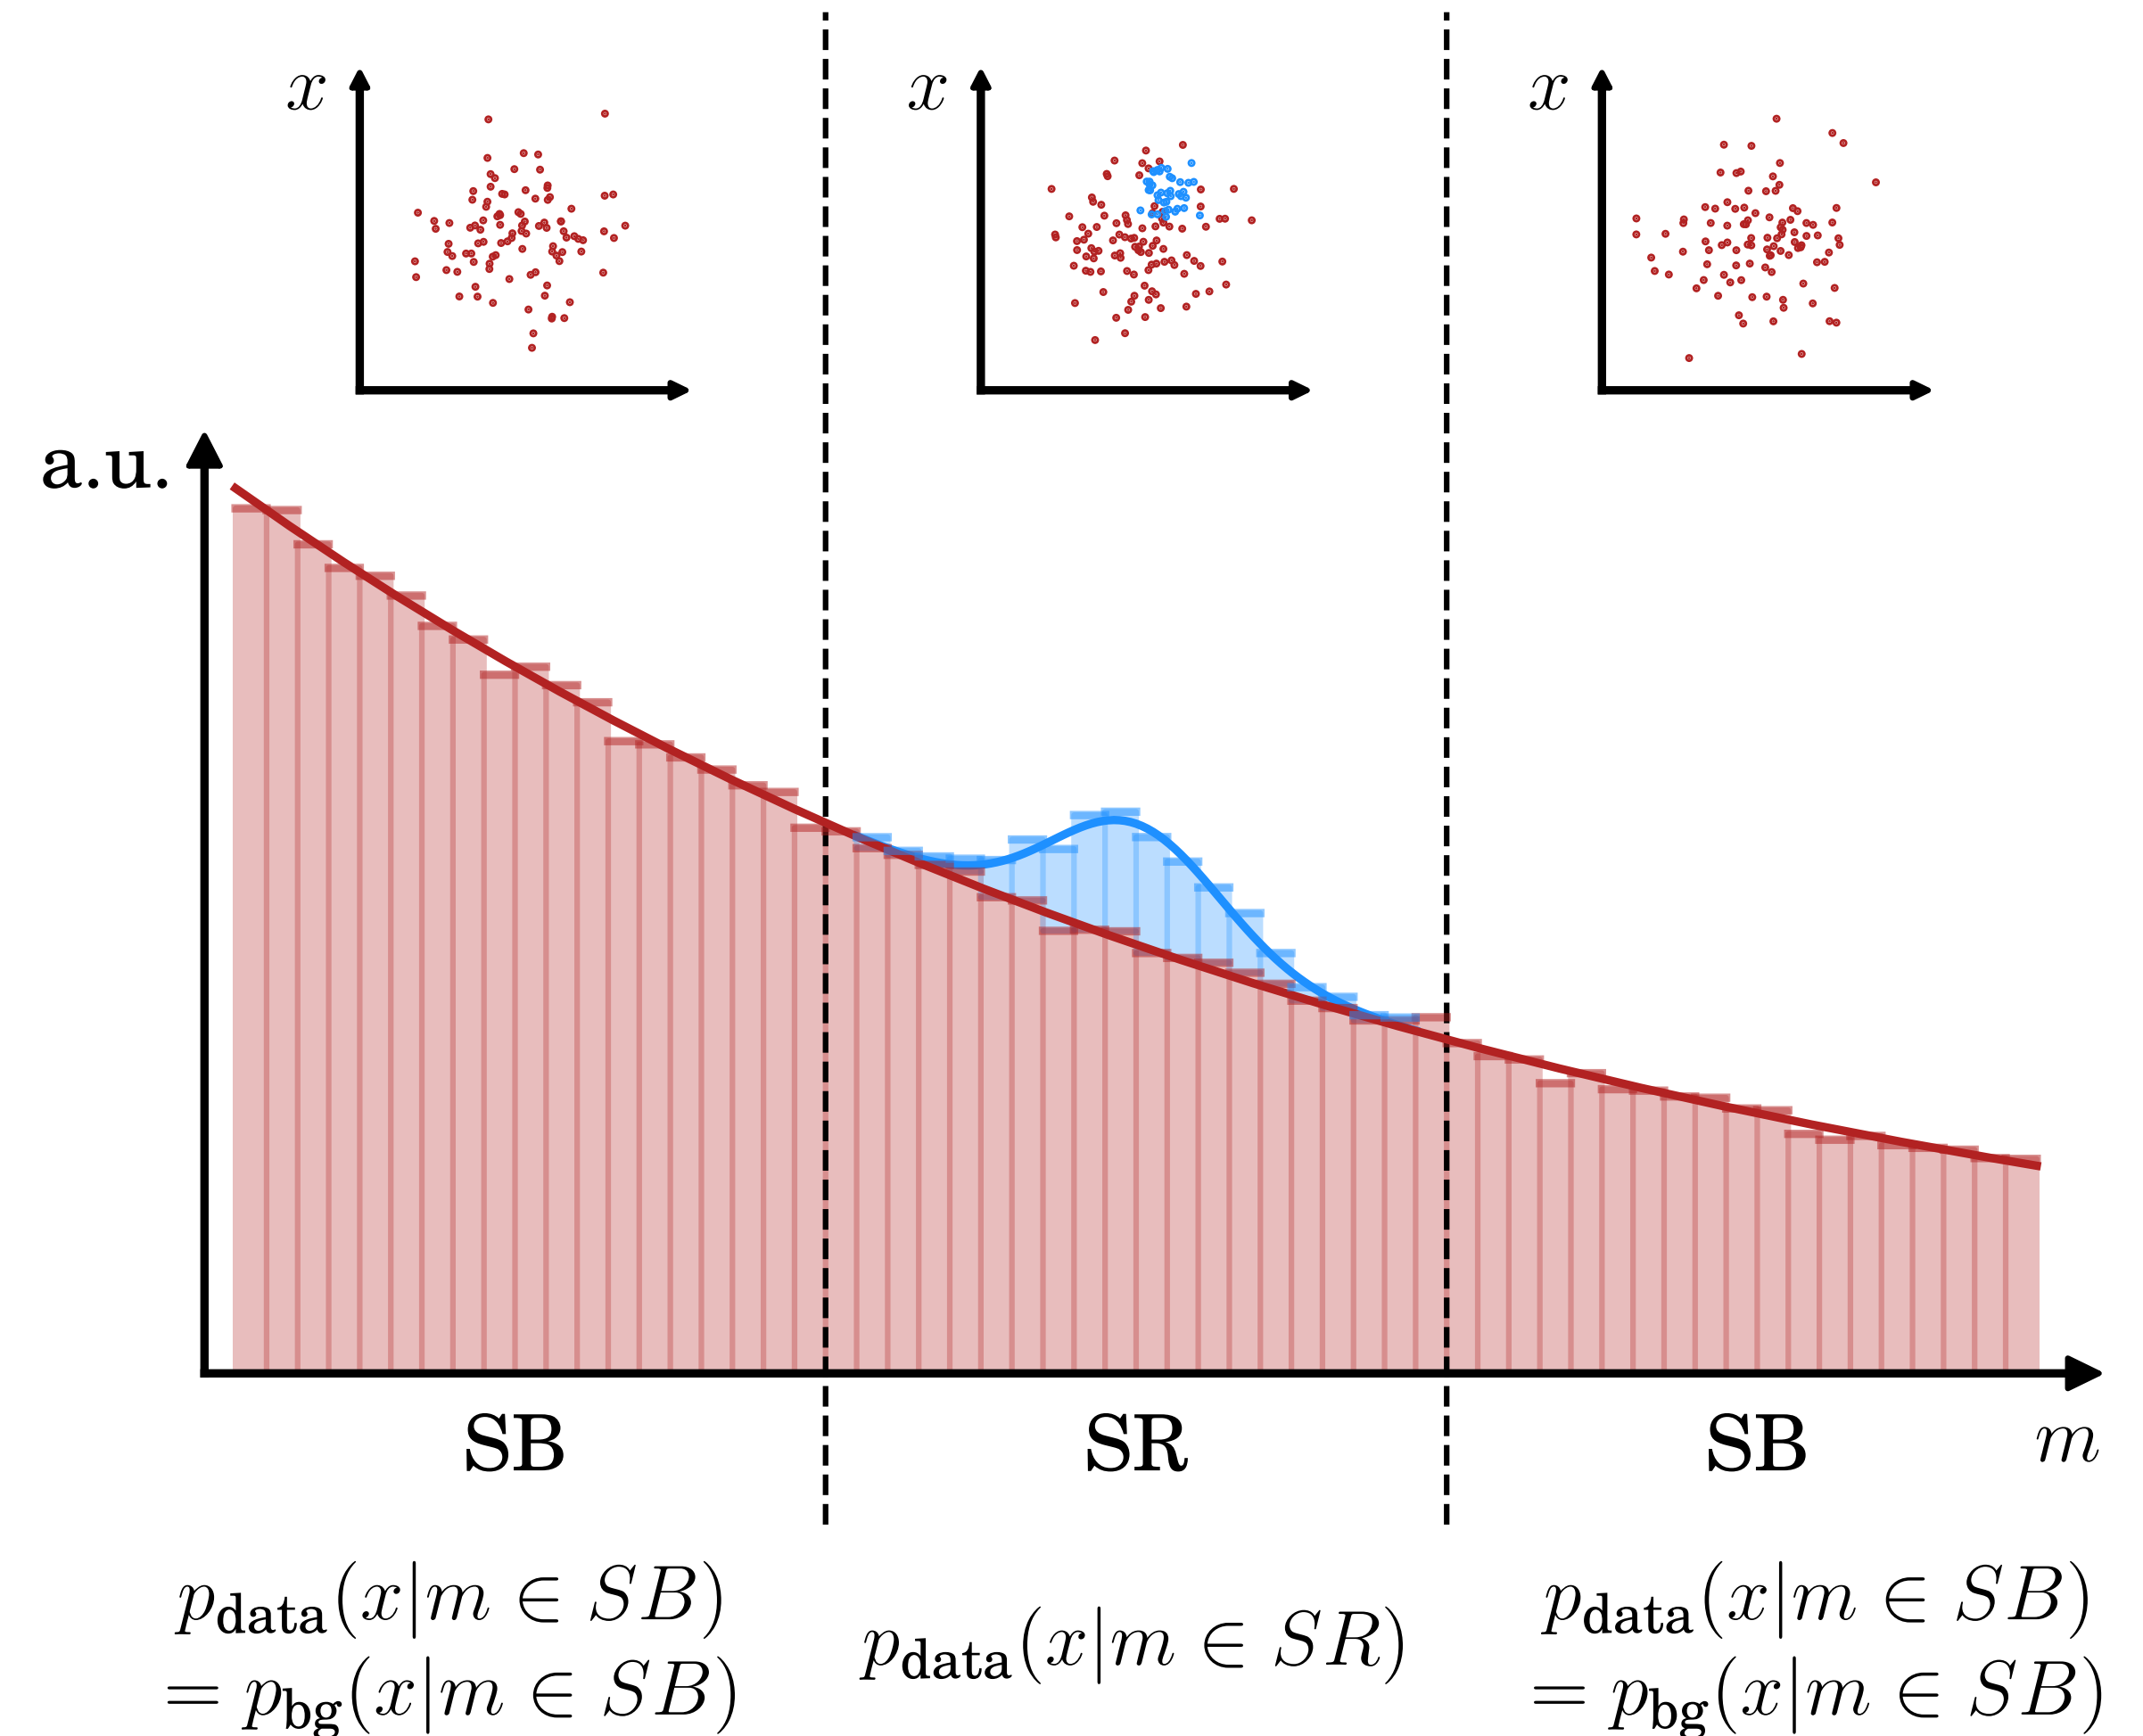 x
x
x
a.u.
SB
SR
SB
m
p_data(x|m ∈ SB)
= p_bg(x|m ∈ SB)
p_data(x|m ∈ SR)
p_data(x|m ∈ SB)
= p_bg(x|m ∈ SB)